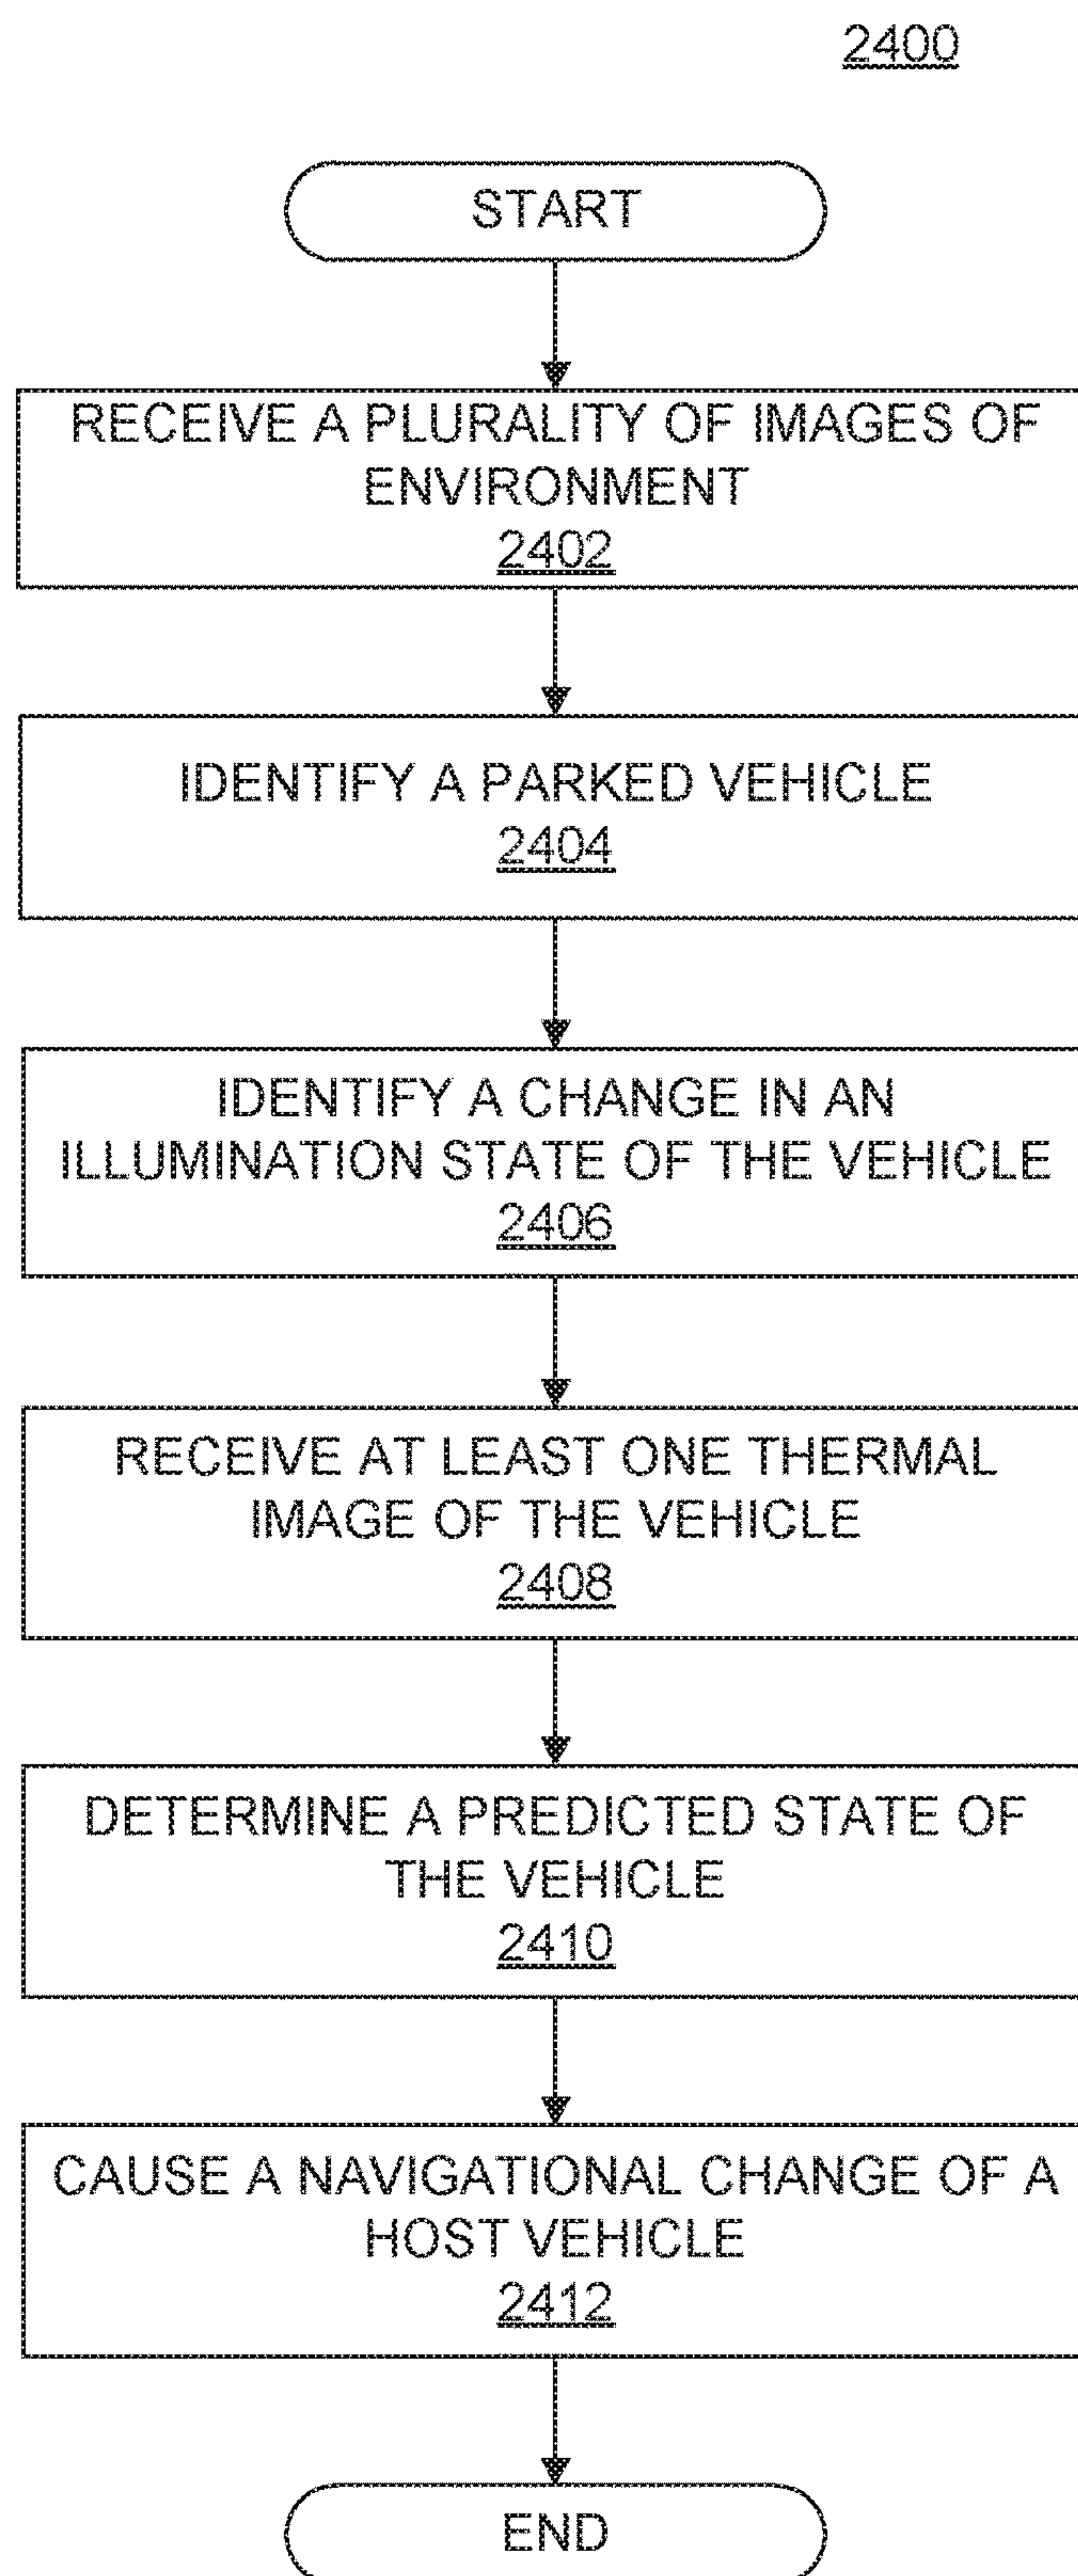 2400
START
RECEIVE A PLURALITY OF IMAGES OF
ENVIRONMENT
2402
IDENTIFY A PARKED VEHICLE
2404
IDENTIFY A CHANGE IN AN
ILLUMINATION STATE OF THE VEHICLE
2406
RECEIVE AT LEAST ONE THERMAL
IMAGE OF THE VEHICLE
2408
DETERMINE A PREDICTED STATE OF
THE VEHICLE
2410
CAUSE A NAVIGATIONAL CHANGE OF A
HOST VEHICLE
2412
END